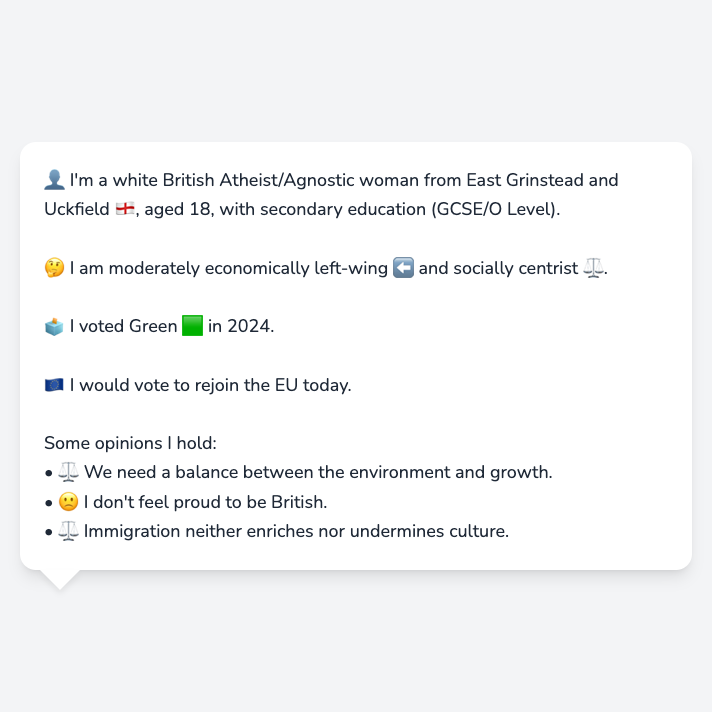 👤 I'm a white British Atheist/Agnostic woman from East Grinstead and
Uckfield 🏴󠁧󠁢󠁥󠁮󠁧󠁿, aged 18, with secondary education (GCSE/O Level).
🤔 I am moderately economically left-wing ⬅️ and socially centrist ⚖️.
🗳️ I voted Green 🟩 in 2024.
🇪🇺 I would vote to rejoin the EU today.
Some opinions I hold:
• ⚖️ We need a balance between the environment and growth.
• 🙁 I don't feel proud to be British.
• ⚖️ Immigration neither enriches nor undermines culture.